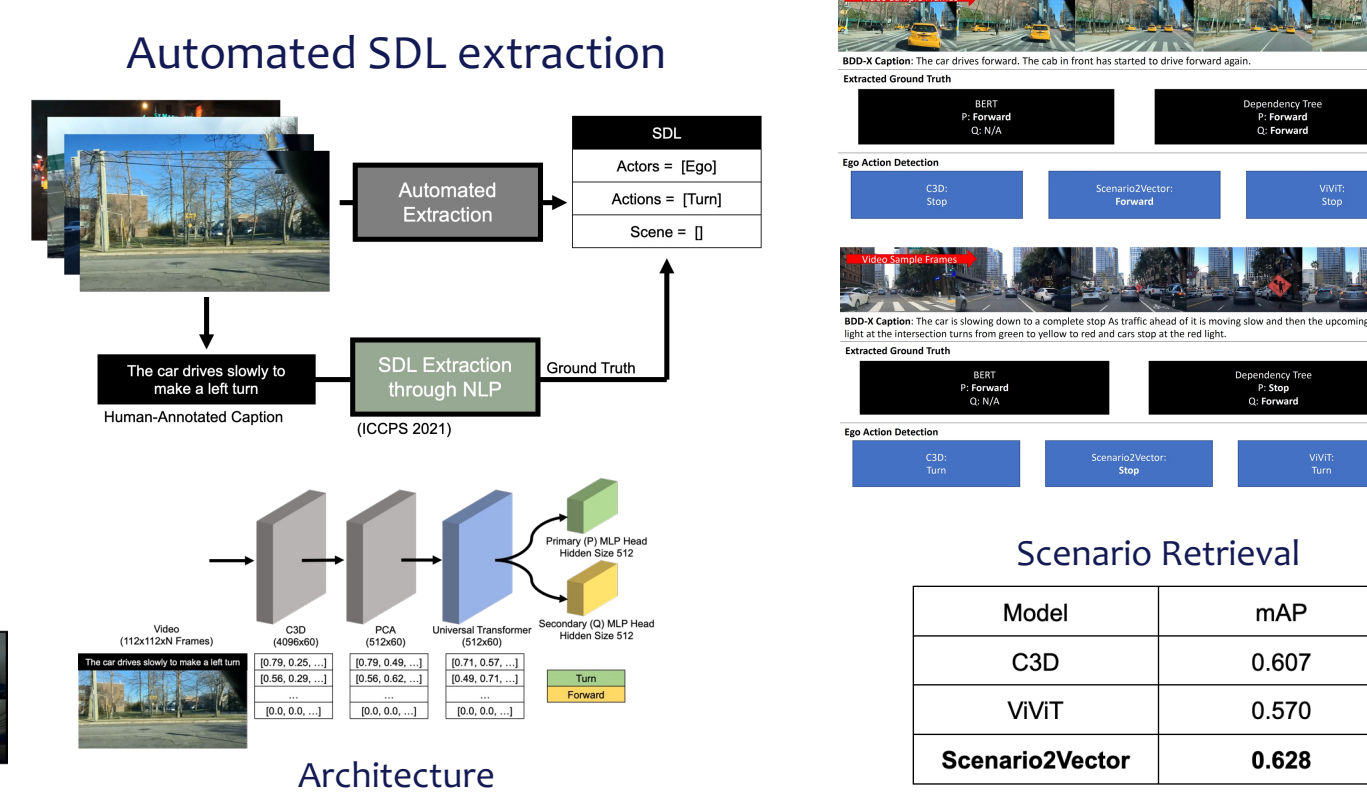 Automated SDL extraction
Automated
Extraction
SDL
Actors = [Ego]
Actions = [Turn]
Scene = []
The car drives slowly to
make a left turn
Human-Annotated Caption
SDL Extraction
through NLP
(ICCPS 2021)
Ground Truth
Primary (P) MLP Head
Hidden Size 512
Secondary (Q) MLP Head
Hidden Size 512
Video
(112x112xN Frames)
C3D
(4096x60)
PCA
(512x60)
Universal Transformer
(512x60)
The car drives slowly to make a left turn
[0.79, 0.25, …]
[0.56, 0.29, …]
…
[0.0, 0.0, …]
[0.79, 0.49, …]
[0.56, 0.62, …]
…
[0.0, 0.0, …]
[0.71, 0.57, …]
[0.49, 0.71, …]
…
[0.0, 0.0, …]
Turn
Forward
Architecture
BDD-X Caption: The car drives forward. The cab in front has started to drive forward again.
Extracted Ground Truth
BERT
P: Forward
Q: N/A
Dependency Tree
P: Forward
Q: Forward
Ego Action Detection
C3D:
Stop
Scenario2Vector:
Forward
ViViT:
Stop
Video Sample Frames
BDD-X Caption: The car is slowing down to a complete stop As traffic ahead of it is moving slow and then the upcoming
light at the intersection turns from green to yellow to red and cars stop at the red light.
Extracted Ground Truth
BERT
P: Forward
Q: N/A
Dependency Tree
P: Stop
Q: Forward
Ego Action Detection
C3D:
Turn
Scenario2Vector:
Stop
ViViT:
Turn
Scenario Retrieval
Model mAP
C3D 0.607
ViViT 0.570
Scenario2Vector 0.628